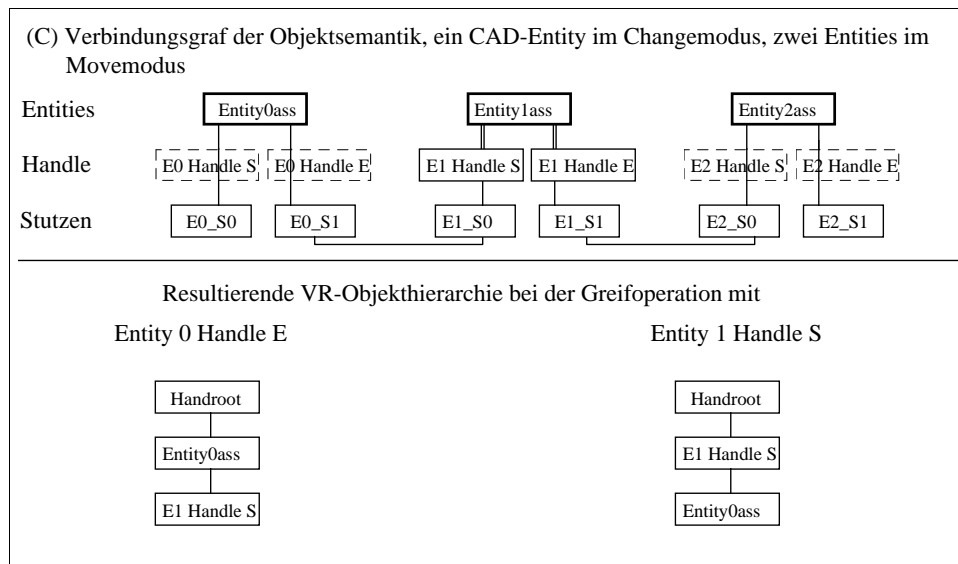 (C) Verbindungsgraf der Objektsemantik, ein CAD-Entity im Changemodus, zwei Entities im
Movemodus
Entities Entity0ass Entity1ass Entity2ass
Handle E0 Handle S E0 Handle E E1 Handle S E1 Handle E E2 Handle S E2 Handle E
Stutzen E0_S0 E0_S1 E1_S0 E1_S1 E2_S0 E2_S1
Resultierende VR-Objekthierarchie bei der Greifoperation mit
Entity 0 Handle E Entity 1 Handle S
Handroot Handroot
Entity0ass E1 Handle S
E1 Handle S Entity0ass